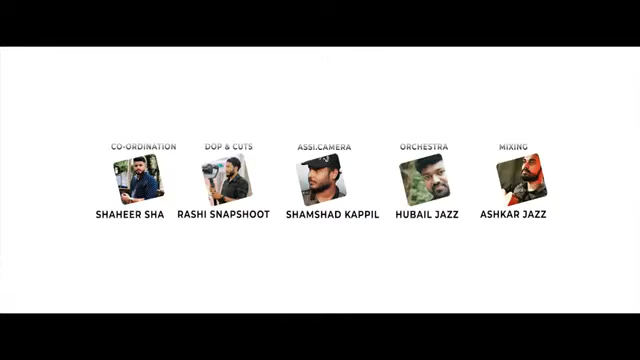 CO-ORDINATION DOP & CUTS ASSI.CAMERA ORCHESTRA MIXING
SHAHEER SHA RASHI SNAPSHOOT SHAMSHAD KAPPIL HUBAIL JAZZ ASHKAR JAZZ